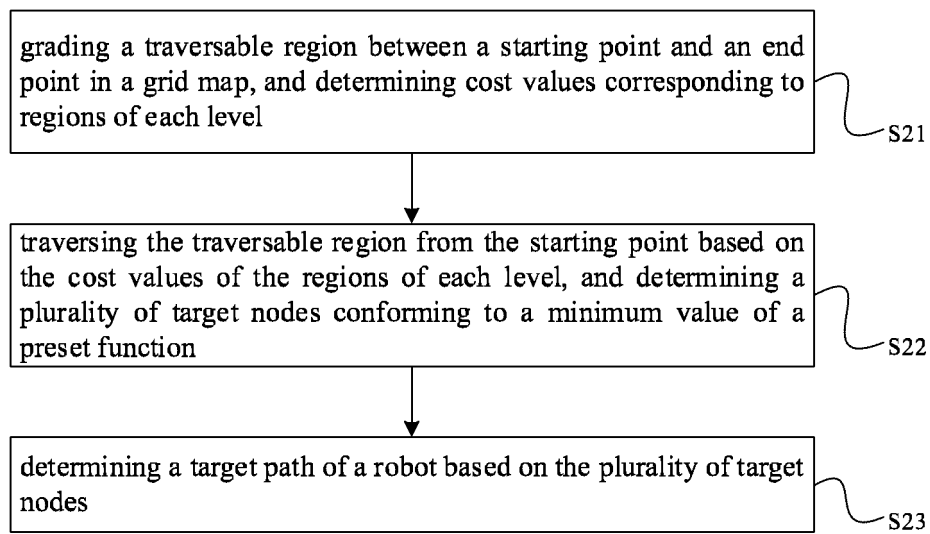 grading a traversable region between a starting point and an end
point in a grid map, and determining cost values corresponding to
regions of each level
S21
traversing the traversable region from the starting point based on
the cost values of the regions of each level, and determining a
plurality of target nodes conforming to a minimum value of a
preset function
S22
determining a target path of a robot based on the plurality of target
nodes
S23